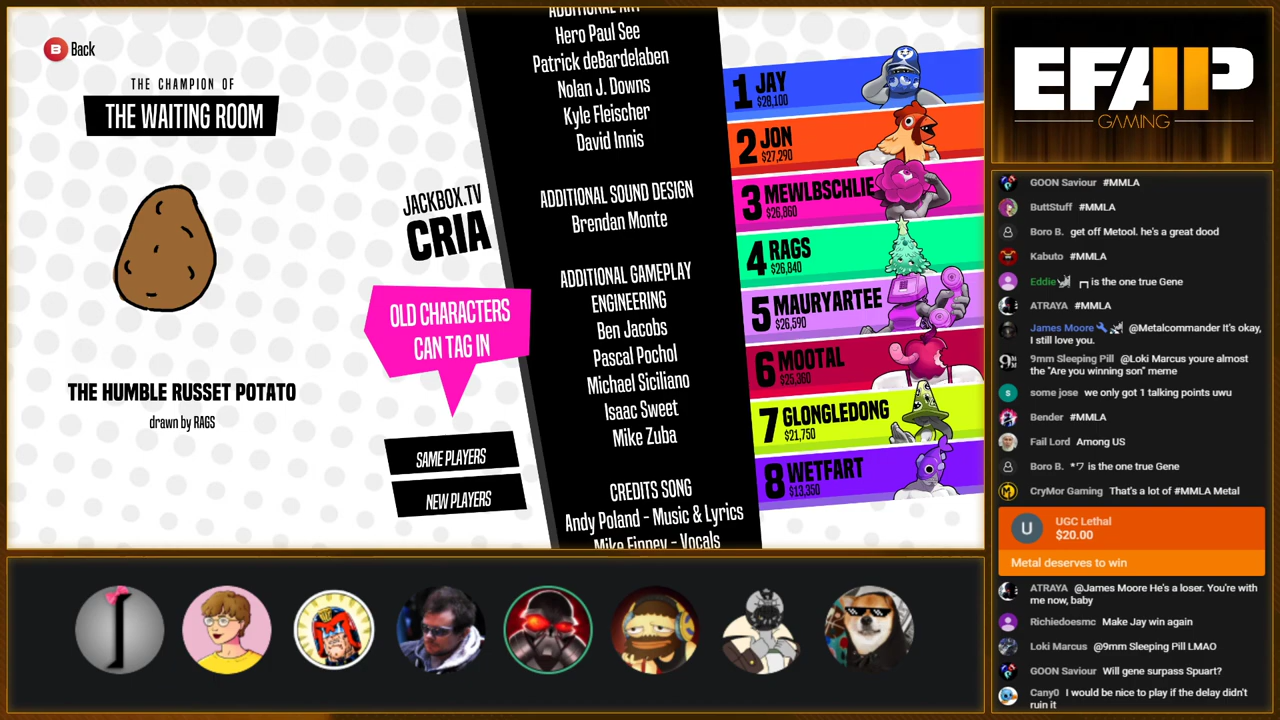 B Back
THE CHAMPION OF
THE WAITING ROOM
THE HUMBLE RUSSET POTATO
drawn by RAGS
JACKBOX.TV
CRIA
OLD CHARACTERS
CAN TAG IN
SAME PLAYERS
NEW PLAYERS
ADDITIONAL ART
Hero Paul See
Patrick deBardelaben
Nolan J. Downs
Kyle Fleischer
David Innis
ADDITIONAL SOUND DESIGN
Brendan Monte
ADDITIONAL GAMEPLAY
ENGINEERING
Ben Jacobs
Pascal Pochol
Michael Siciliano
Isaac Sweet
Mike Zuba
CREDITS SONG
Andy Poland - Music & Lyrics
Mike Finney - Vocals
1 JAY
$28,100
2 JON
$27,290
3 MEWLBSCHLIE
$26,860
4 RAGS
$26,840
5 MAURYARTEE
$26,590
6 MOOTAL
$25,360
7 GLONGLEDONG
$21,750
8 WETFART
$13,350
EFAP
GAMING
GOON Saviour #MMLA
ButtStuff #MMLA
Boro B. get off Metool. he's a great dood
Kabuto #MMLA
Eddie is the one true Gene
ATRAYA #MMLA
James Moore @Metalcommander It's okay,
I still love you.
9mm Sleeping Pill @Loki Marcus youre almost
the "Are you winning son" meme
some jose we only got 1 talking points uwu
Bender #MMLA
Fail Lord Among US
Boro B. *ワ is the one true Gene
CryMor Gaming That's a lot of #MMLA Metal
U UGC Lethal
$20.00
Metal deserves to win
ATRAYA @James Moore He's a loser. You're with
me now, baby
Richiedoesmc Make Jay win again
Loki Marcus @9mm Sleeping Pill LMAO
GOON Saviour Will gene surpass Spuart?
Cany0 I would be nice to play if the delay didn't
ruin it